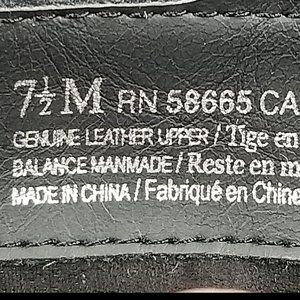 7½ M RN 58665 CA
GENUINE LEATHER UPPER / Tige en
BALANCE MANMADE / Reste en m
MADE IN CHINA / Fabriqué en Chine